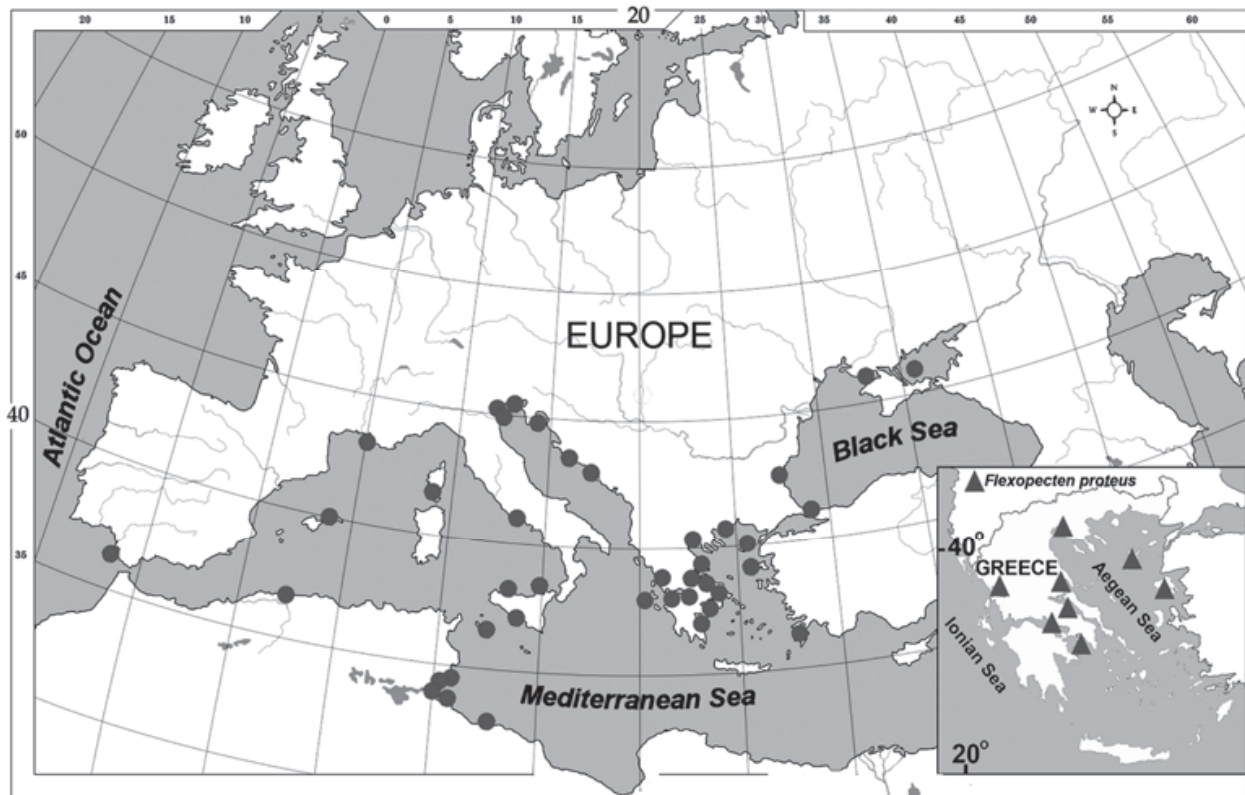 20 15 10 5 0 5 10 15 20 25 30 35 40 45 50 55 60
N
W E
S
50
45
40
35
Atlantic Ocean
EUROPE
Black Sea
Mediterranean Sea
Flexopecten proteus
40°
GREECE
Aegean Sea
Ionian Sea
20°